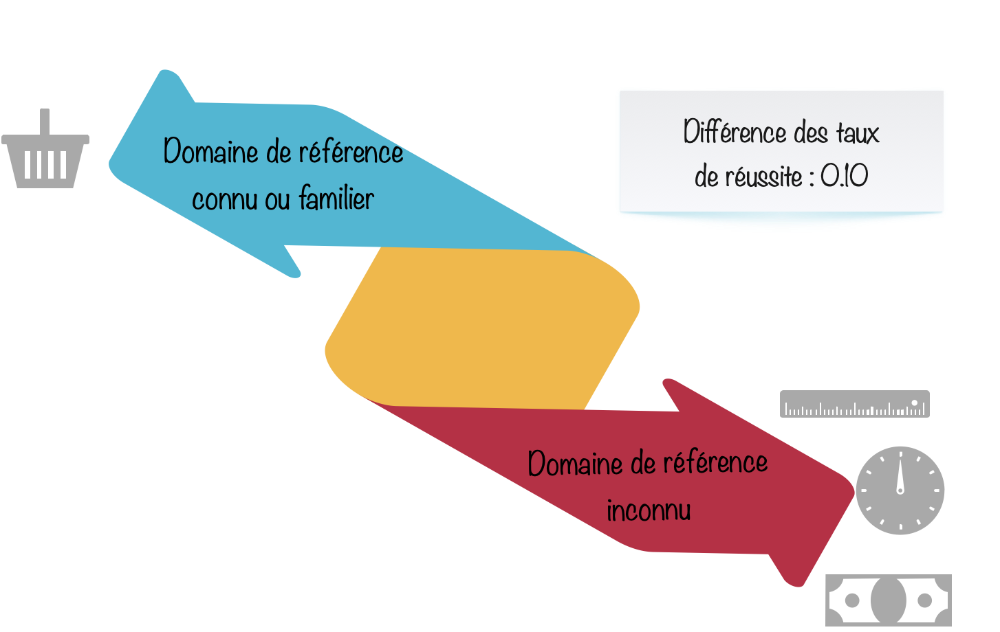 Domaine de référence
connu ou familier
Différence des taux
de réussite : 0.10
Domaine de référence
inconnu